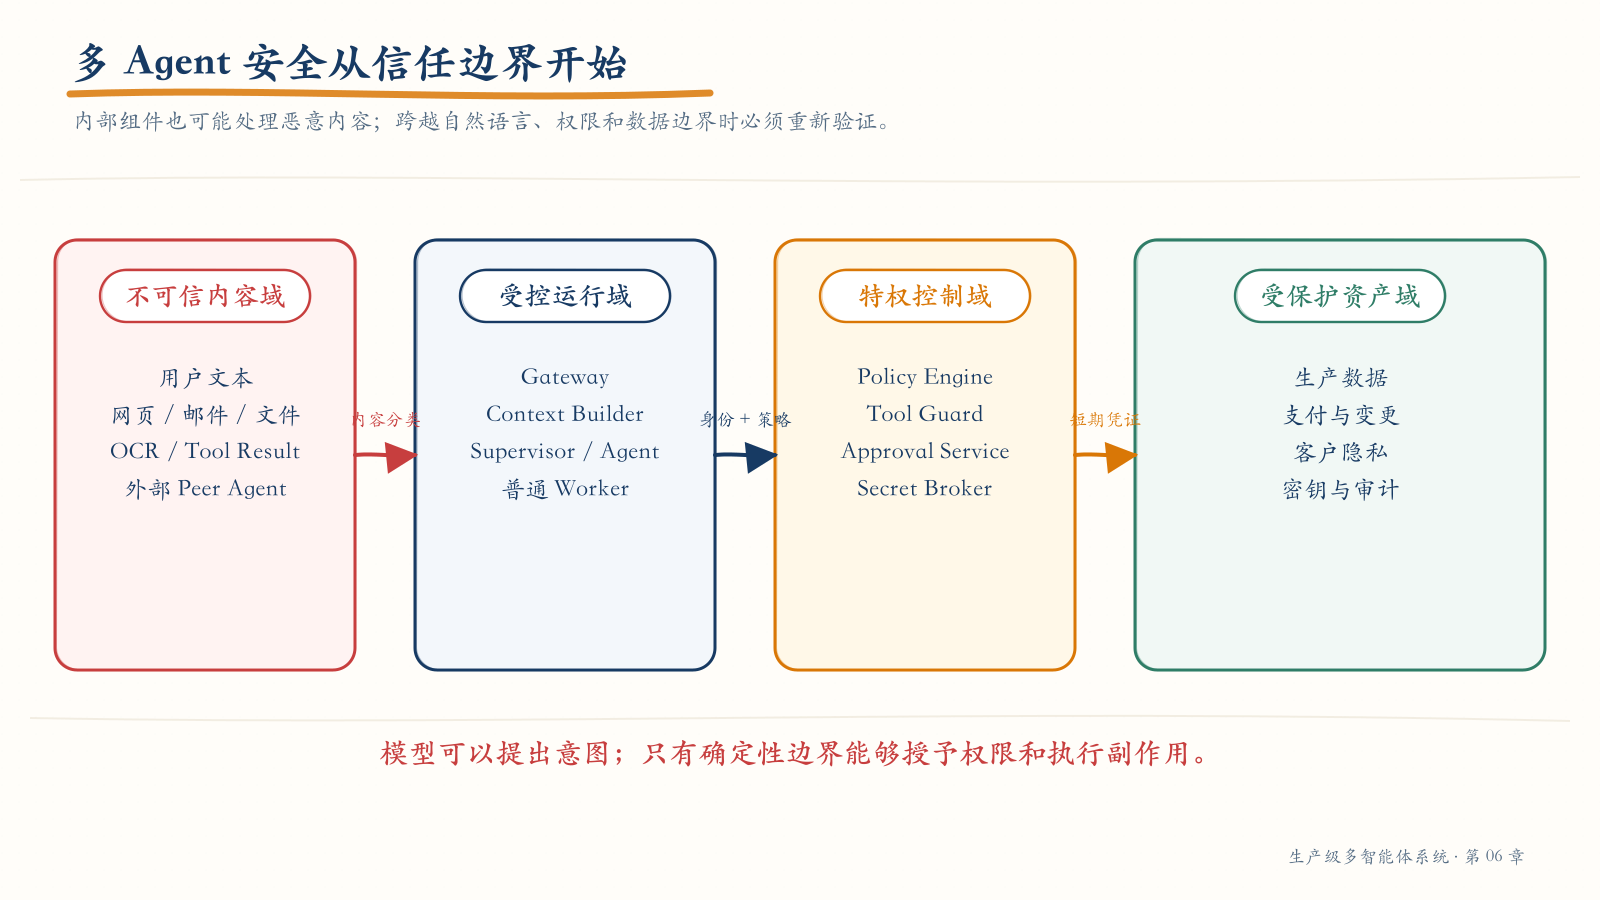 多 Agent 安全从信任边界开始
内部组件也可能处理恶意内容；跨越自然语言、权限和数据边界时必须重新验证。
不可信内容域
用户文本
网页 / 邮件 / 文件
OCR / Tool Result
外部 Peer Agent
内容分类
受控运行域
Gateway
Context Builder
Supervisor / Agent
普通 Worker
身份 + 策略
特权控制域
Policy Engine
Tool Guard
Approval Service
Secret Broker
短期凭证
受保护资产域
生产数据
支付与变更
客户隐私
密钥与审计
模型可以提出意图；只有确定性边界能够授予权限和执行副作用。
生产级多智能体系统 · 第 06 章